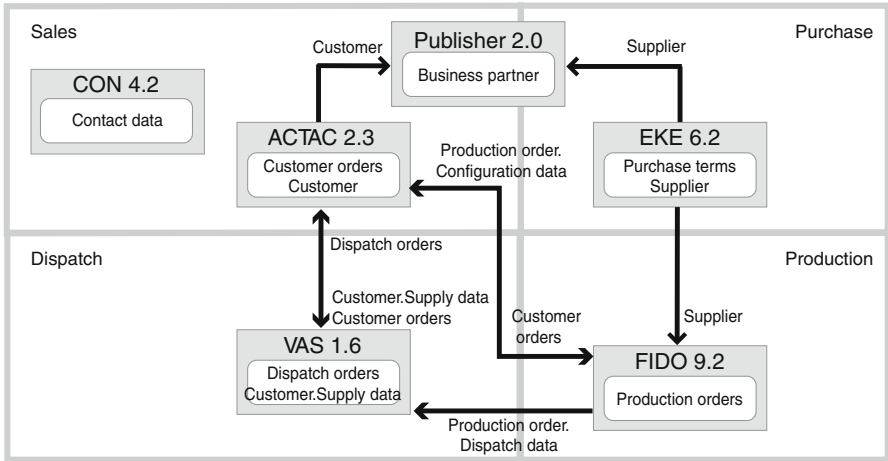 Sales
Customer
Publisher 2.0
Business partner
Supplier
Purchase
CON 4.2
Contact data
ACTAC 2.3
Customer orders
Customer
Production order.
Configuration data
EKE 6.2
Purchase terms
Supplier
Dispatch
Dispatch orders
Production
Customer.Supply data
Customer orders
Customer
orders
Supplier
VAS 1.6
Dispatch orders
Customer.Supply data
FIDO 9.2
Production orders
Production order.
Dispatch data